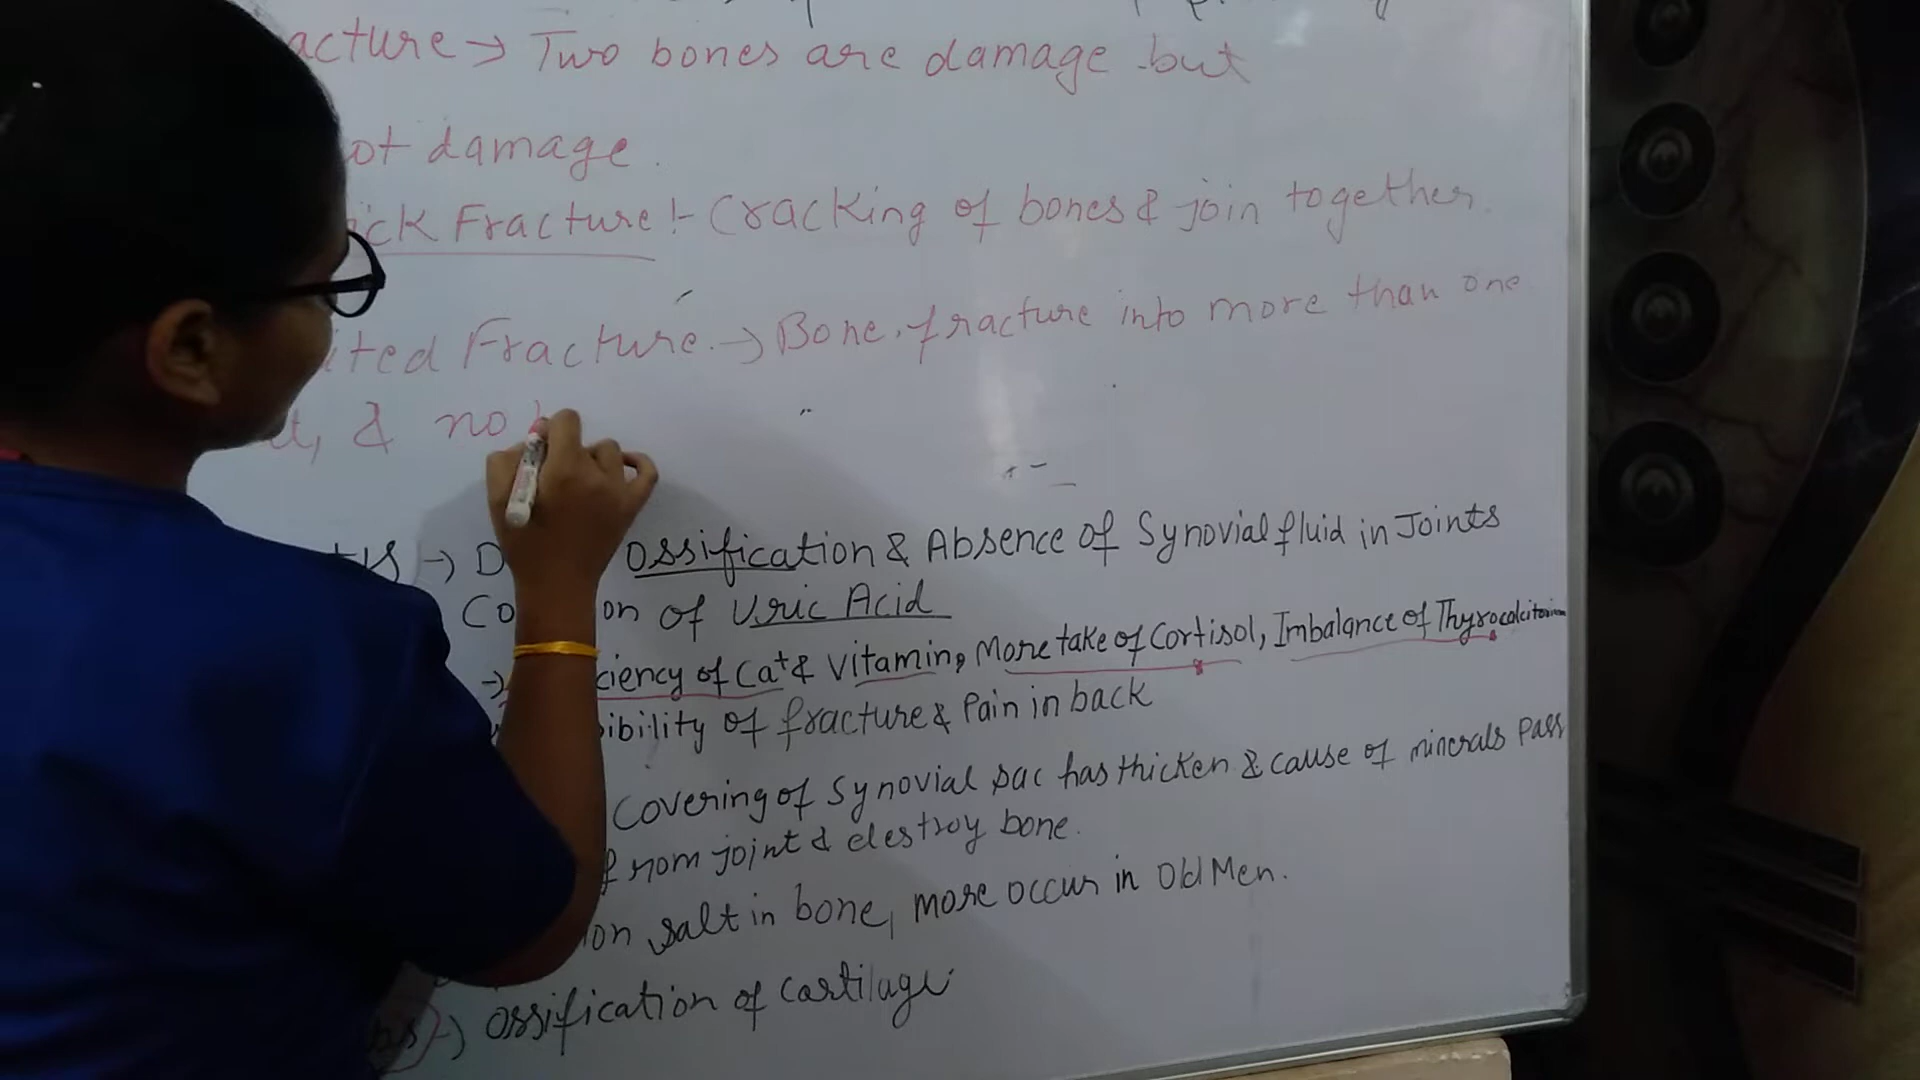 acture → Two bones are damage but
ot damage.
ick Fracture !- Cracking of bones & join together.
ited Fracture. → Bone. fracture into more than one
t, & no
→ D Ossification & Absence of Synovial fluid in Joints
Co on of Uric Acid
→ ciency of Ca+ & Vitamin, More take of Cortisol, Imbalance of Thyrocalcitonin
ibility of fracture & Pain in back
Covering of Synovial sac has thicken & cause of minerals pass
from joint & destroy bone.
on salt in bone, more occur in Old Men.
→ Ossification of Cartilage